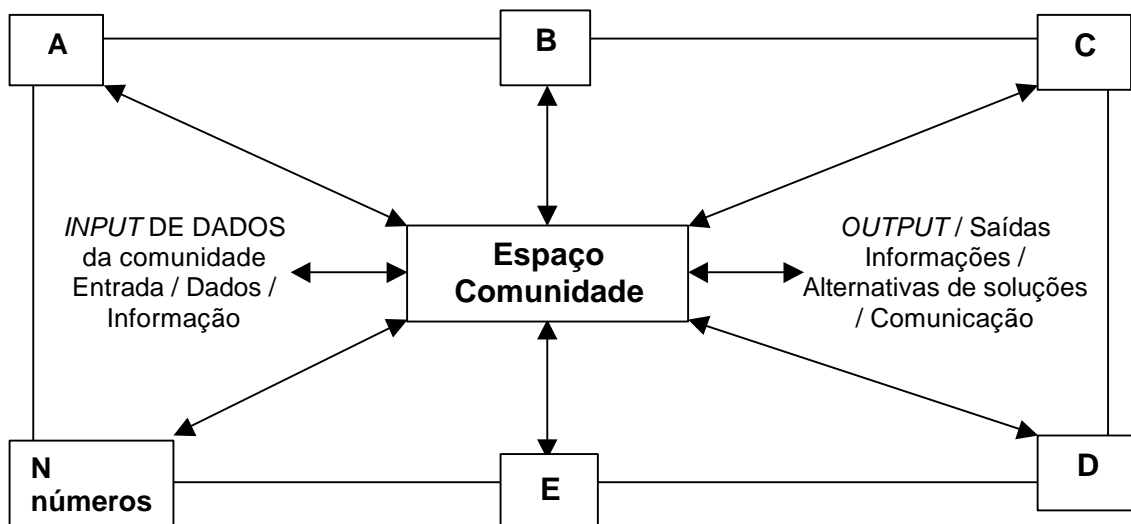 A
B
C
INPUT DE DADOS
da comunidade
Entrada / Dados /
Informação
Espaço
Comunidade
OUTPUT / Saídas
Informações /
Alternativas de soluções
/ Comunicação
N
números
E
D